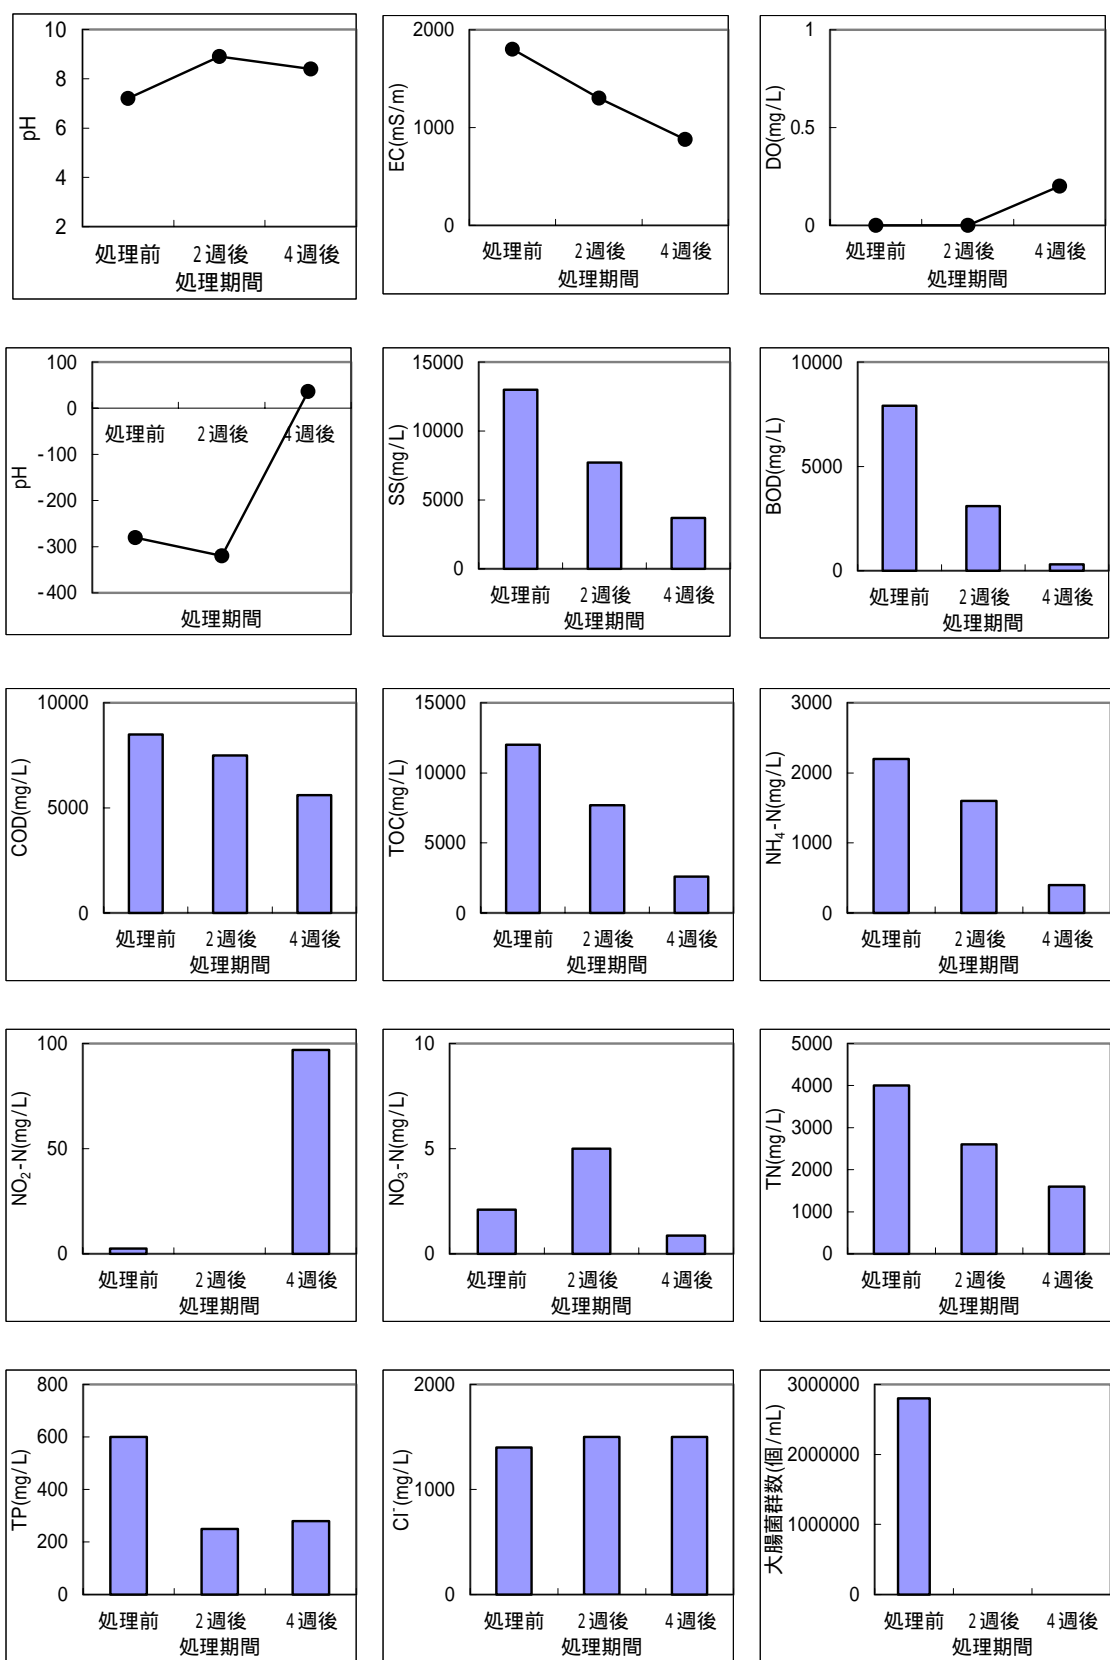 10
8
6
4
2
pH
処理前 2週後 4週後
処理期間
2000
1000
0
EC(mS/m)
処理前 2週後 4週後
処理期間
1
0.5
0
DO(mg/L)
処理前 2週後 4週後
処理期間
100
0
-100
-200
-300
-400
pH
処理前 2週後 4週後
処理期間
15000
10000
5000
0
SS(mg/L)
処理前 2週後 4週後
処理期間
10000
5000
0
BOD(mg/L)
処理前 2週後 4週後
処理期間
10000
5000
0
COD(mg/L)
処理前 2週後 4週後
処理期間
15000
10000
5000
0
TOC(mg/L)
処理前 2週後 4週後
処理期間
3000
2000
1000
0
NH₄-N(mg/L)
処理前 2週後 4週後
処理期間
100
50
0
NO₂-N(mg/L)
処理前 2週後 4週後
処理期間
10
5
0
NO₃-N(mg/L)
処理前 2週後 4週後
処理期間
5000
4000
3000
2000
1000
0
TN(mg/L)
処理前 2週後 4週後
処理期間
800
600
400
200
0
TP(mg/L)
処理前 2週後 4週後
処理期間
2000
1000
0
Cl⁻(mg/L)
処理前 2週後 4週後
処理期間
3000000
2000000
1000000
0
大腸菌群数(個/mL)
処理前 2週後 4週後
処理期間